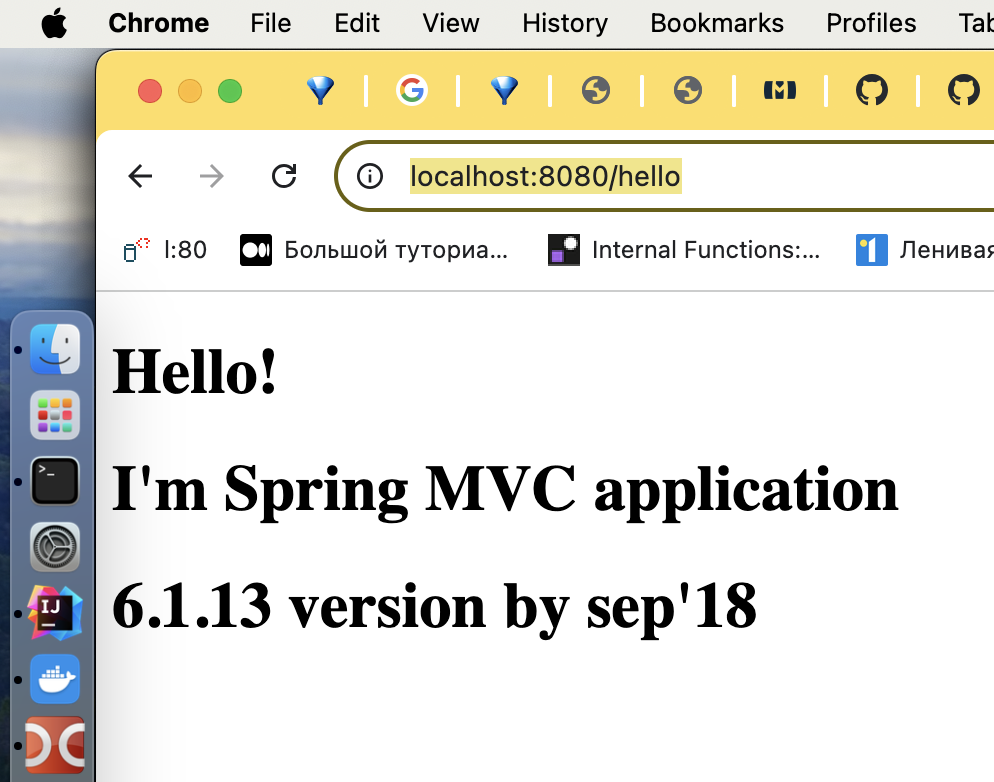 Chrome File Edit View History Bookmarks Profiles Tab
localhost:8080/hello
l:80 Большой туториа... Internal Functions:... Ленивая
Hello!
I'm Spring MVC application
6.1.13 version by sep'18
IJ